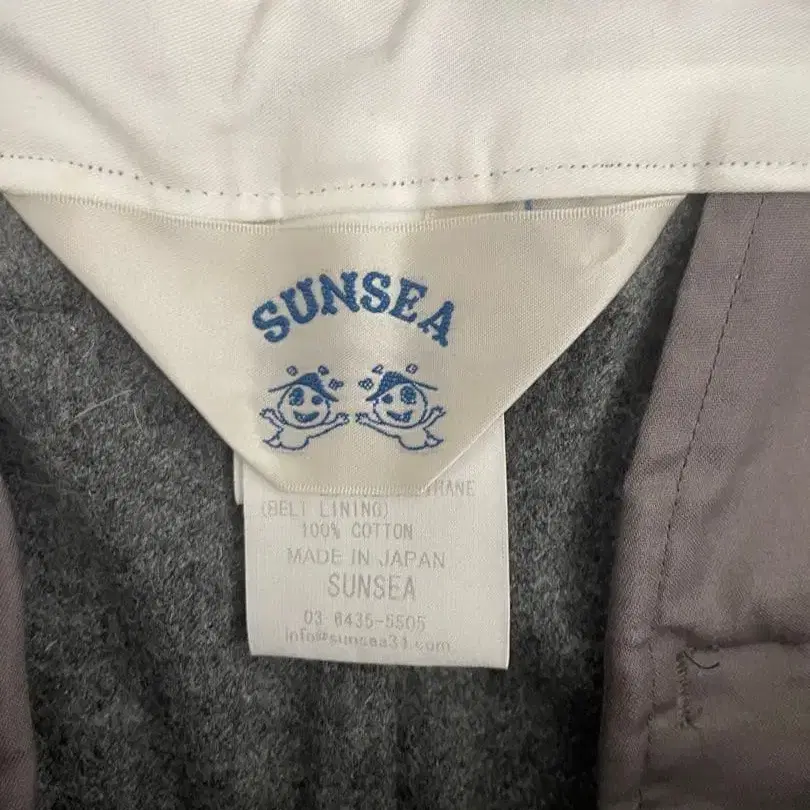 SUNSEA
(BELT LINING)
100% COTTON
MADE IN JAPAN
SUNSEA
03-6435-5505
info@sunsea31.com